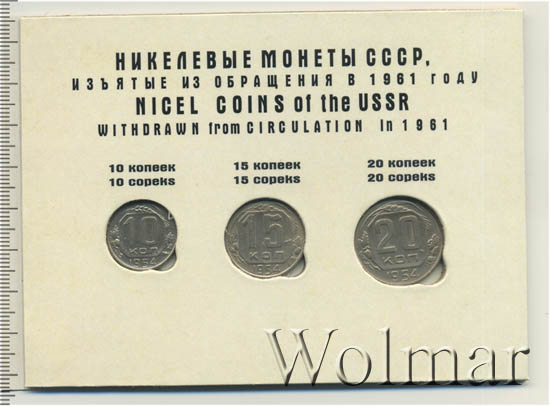 НИКЕЛЕВЫЕ МОНЕТЫ СССР,
ИЗЪЯТЫЕ ИЗ ОБРАЩЕНИЯ В 1961 ГОДУ
NICEL COINS of the USSR
WITHDRAWN from CIRCULATION In 1961
10 копеек
10 copeks
15 копеек
15 copeks
20 копеек
20 copeks
10
КОП
1954
15
КОП
1954
20
КОП
1954
Wolmar